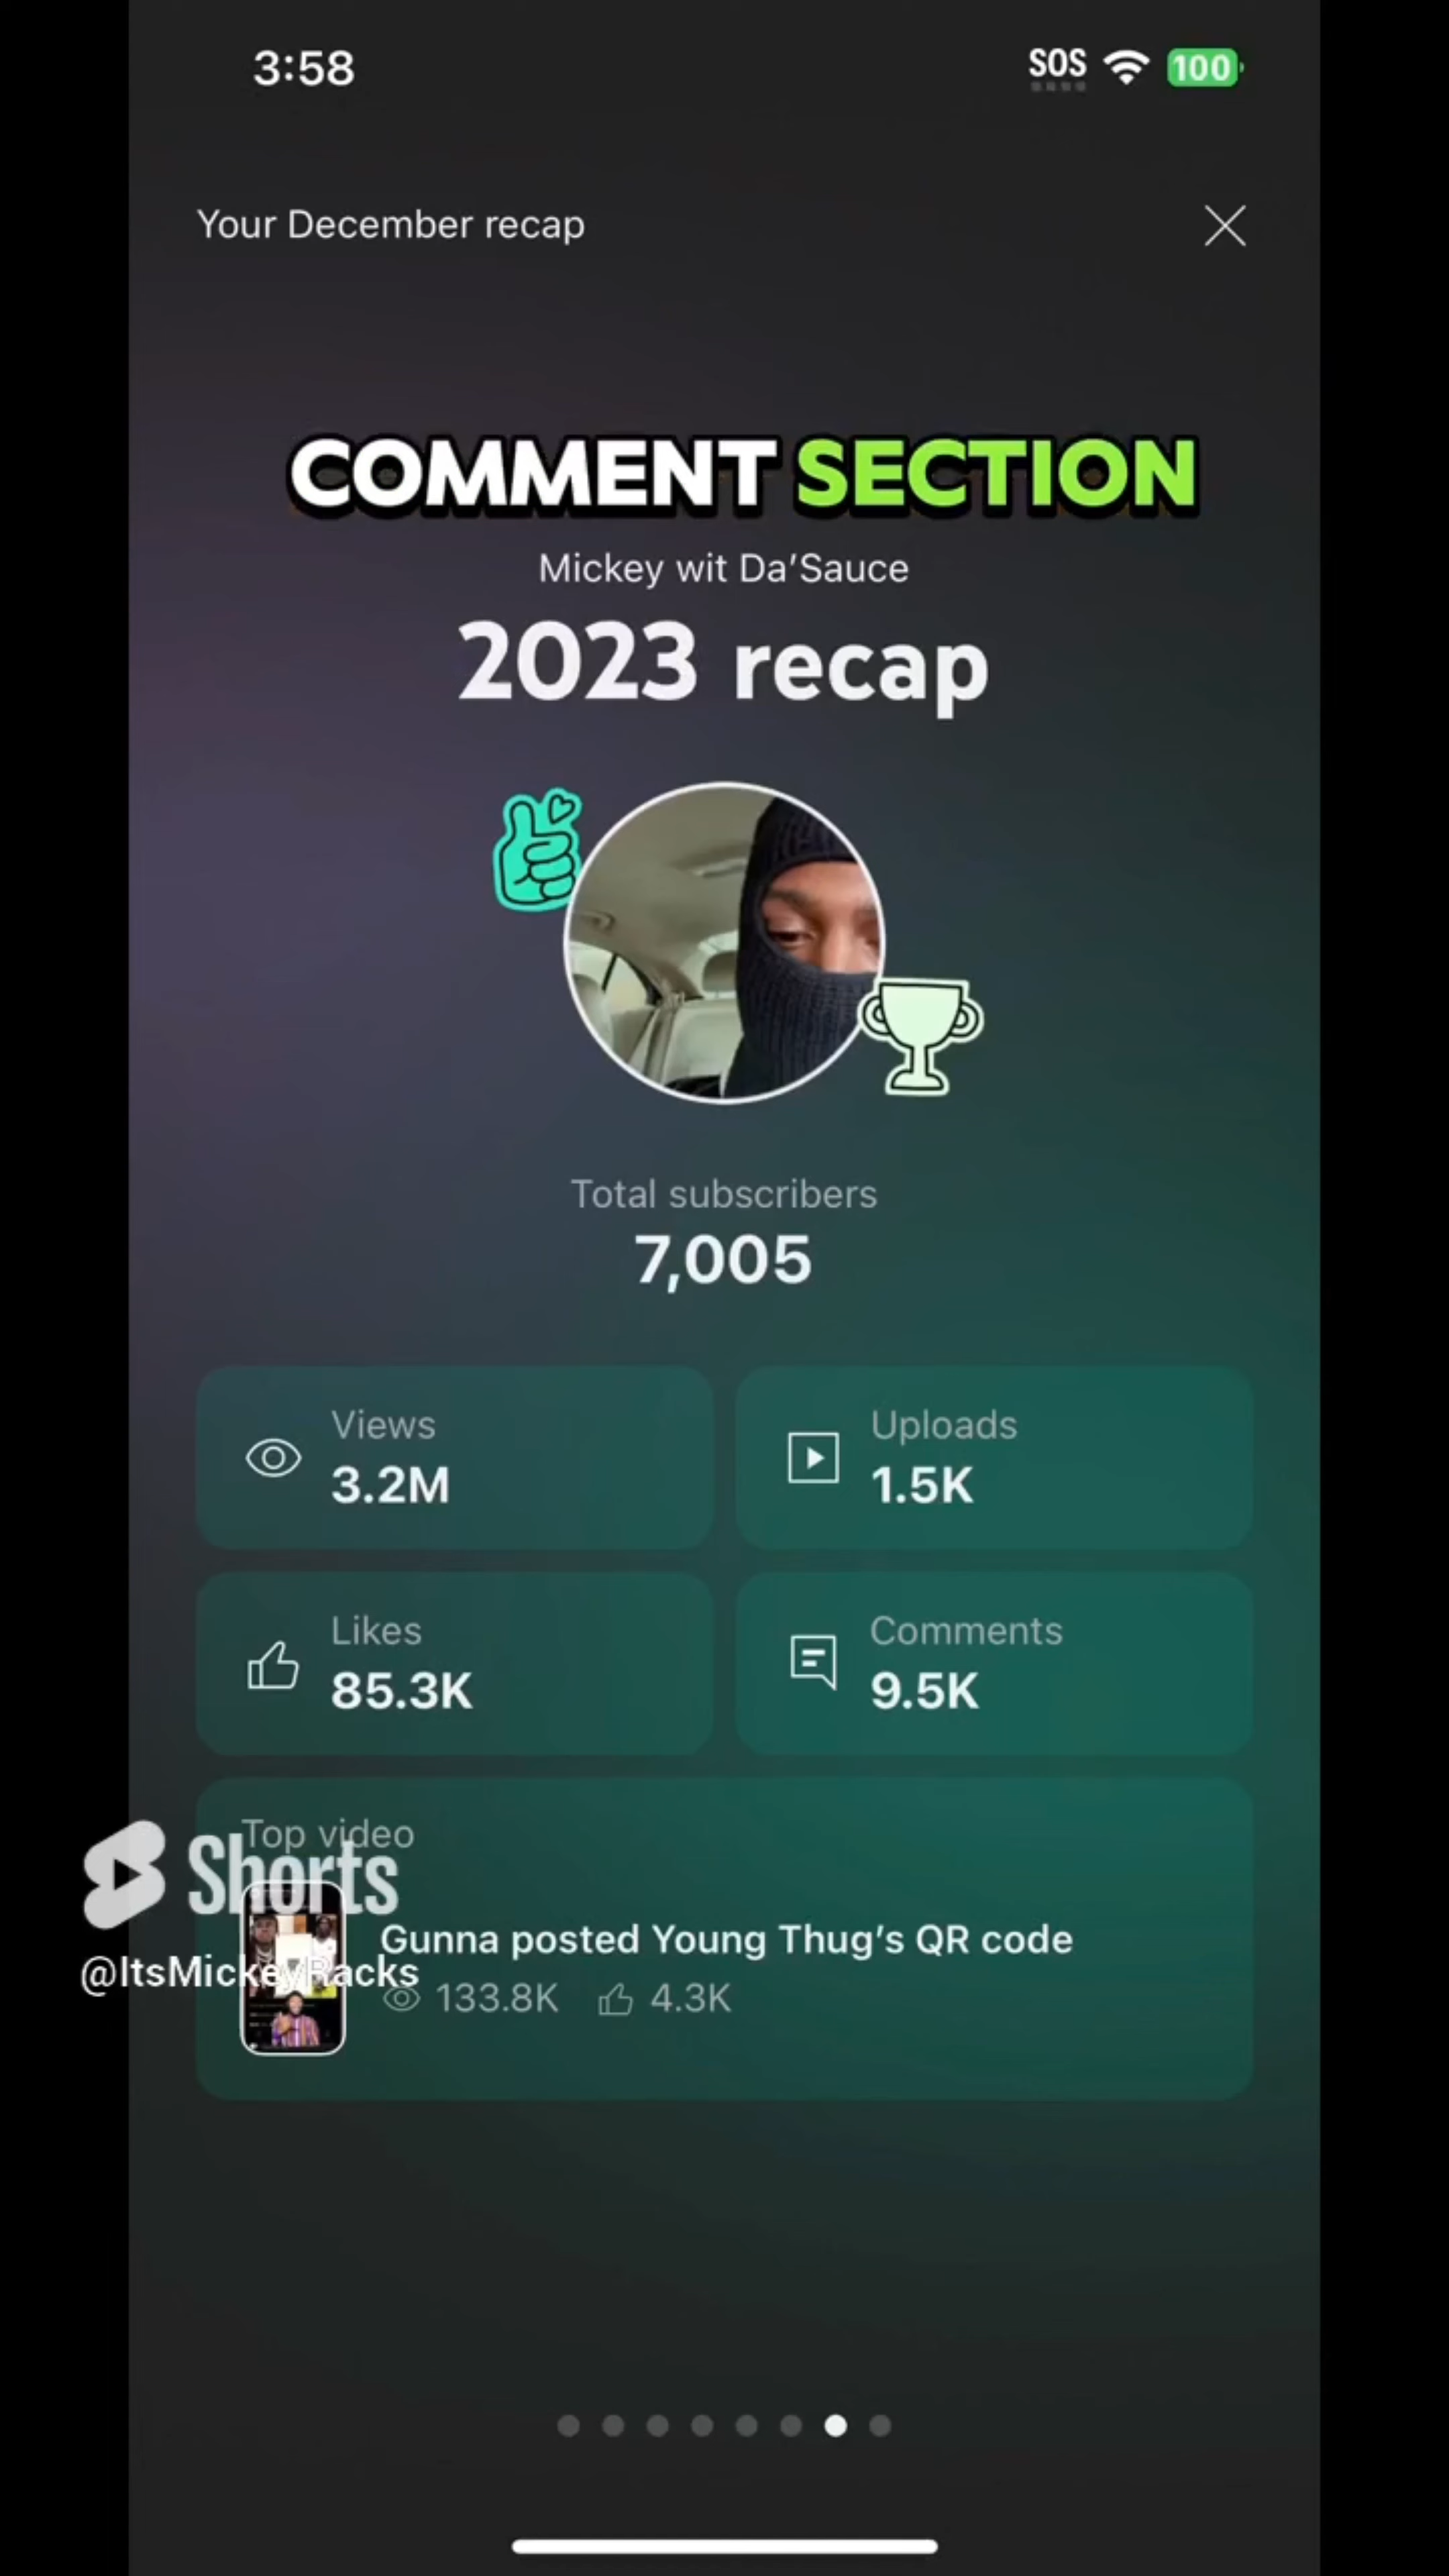 3:58
SOS
100
Your December recap
COMMENT SECTION
Mickey wit Da'Sauce
2023 recap
Total subscribers
7,005
Views
3.2M
Uploads
1.5K
Likes
85.3K
Comments
9.5K
Top video
Shorts
Gunna posted Young Thug's QR code
@ItsMickeyRacks
133.8K
4.3K